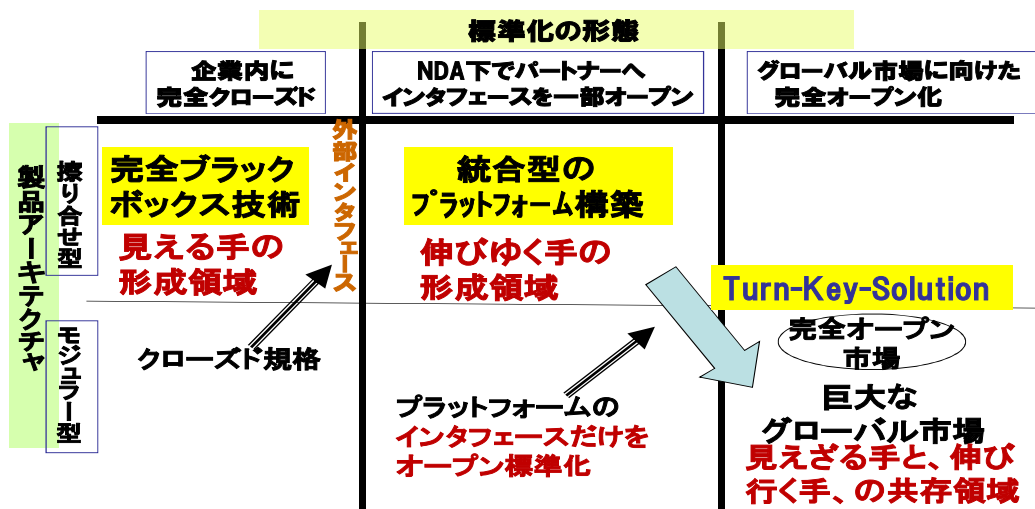 標準化の形態
企業内に
完全クローズド
NDA下でパートナーへ
インタフェースを一部オープン
グローバル市場に向けた
完全オープン化
製品アーキテクチャ
擦り合せ型
完全ブラック
ボックス技術
見える手の
形成領域
外部インタフェース
統合型の
プラットフォーム構築
伸びゆく手の
形成領域
Turn-Key-Solution
モジュラー型
クローズド規格
プラットフォームの
インタフェースだけを
オープン標準化
完全オープン
市場
巨大な
グローバル市場
見えざる手と、伸び
行く手、の共存領域